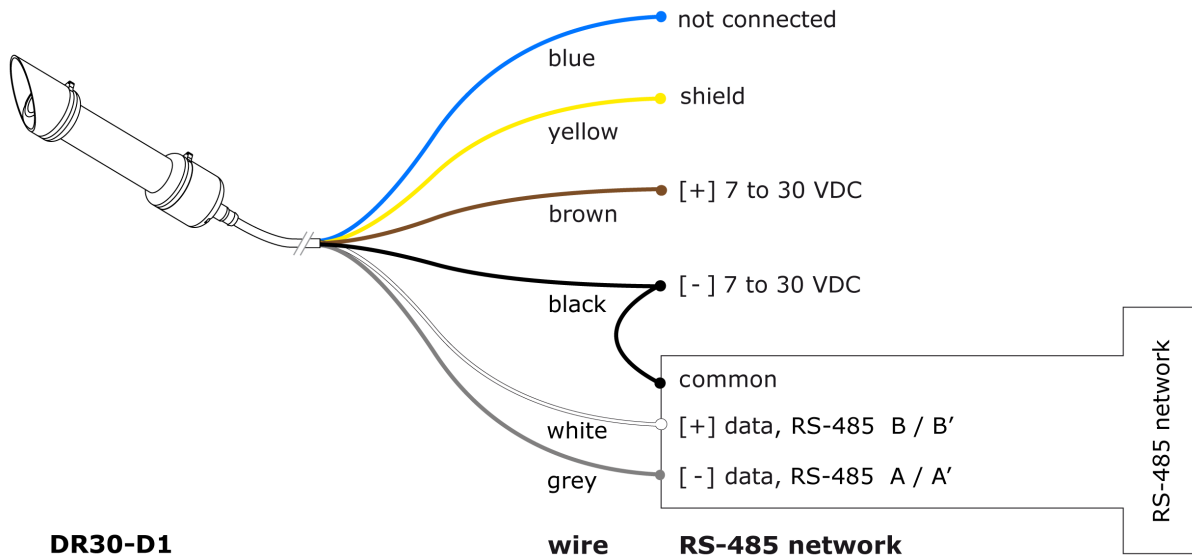 not connected
blue
shield
yellow
[+] 7 to 30 VDC
brown
[ - ] 7 to 30 VDC
black
common
[+] data, RS-485 B / B’
white
[ - ] data, RS-485 A / A’
grey
RS-485 network
DR30-D1 wire RS-485 network